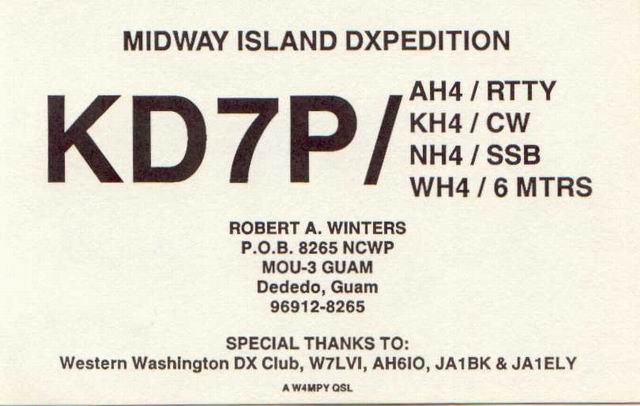 MIDWAY ISLAND DXPEDITION
KD7P/
AH4 / RTTY
KH4 / CW
NH4 / SSB
WH4 / 6 MTRS
ROBERT A. WINTERS
P.O.B. 8265 NCWP
MOU-3 GUAM
Dededo, Guam
96912-8265
SPECIAL THANKS TO:
Western Washington DX Club, W7LVI, AH6IO, JA1BK & JA1ELY
A W4MPY QSL